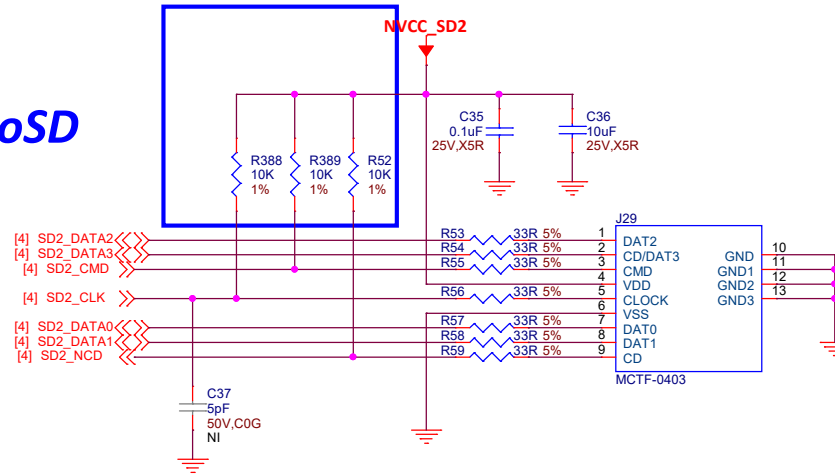 NVCC_SD2
oSD
R388
10K
1%
R389
10K
1%
R52
10K
1%
C35
0.1uF
25V,X5R
C36
10uF
25V,X5R
J29
[4] SD2_DATA2 R53 33R 5% 1 DAT2 GND 10
[4] SD2_DATA3 R54 33R 5% 2 CD/DAT3 GND1 11
[4] SD2_CMD R55 33R 5% 3 CMD GND2 12
4 VDD GND3 13
[4] SD2_CLK R56 33R 5% 5 CLOCK
6 VSS
[4] SD2_DATA0 R57 33R 5% 7 DAT0
[4] SD2_DATA1 R58 33R 5% 8 DAT1
[4] SD2_NCD R59 33R 5% 9 CD
MCTF-0403
C37
5pF
50V,C0G
NI